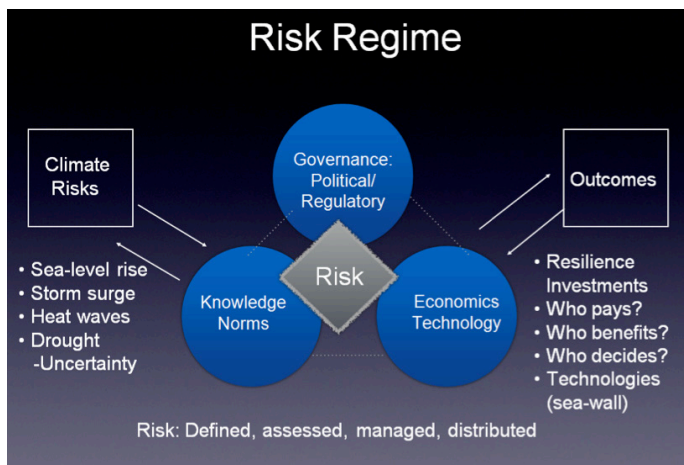 Risk Regime
Climate
Risks
• Sea-level rise
• Storm surge
• Heat waves
• Drought
-Uncertainty
Governance:
Political/
Regulatory
Risk
Knowledge
Norms
Economics
Technology
Outcomes
• Resilience
Investments
• Who pays?
• Who benefits?
• Who decides?
• Technologies
(sea-wall)
Risk: Defined, assessed, managed, distributed